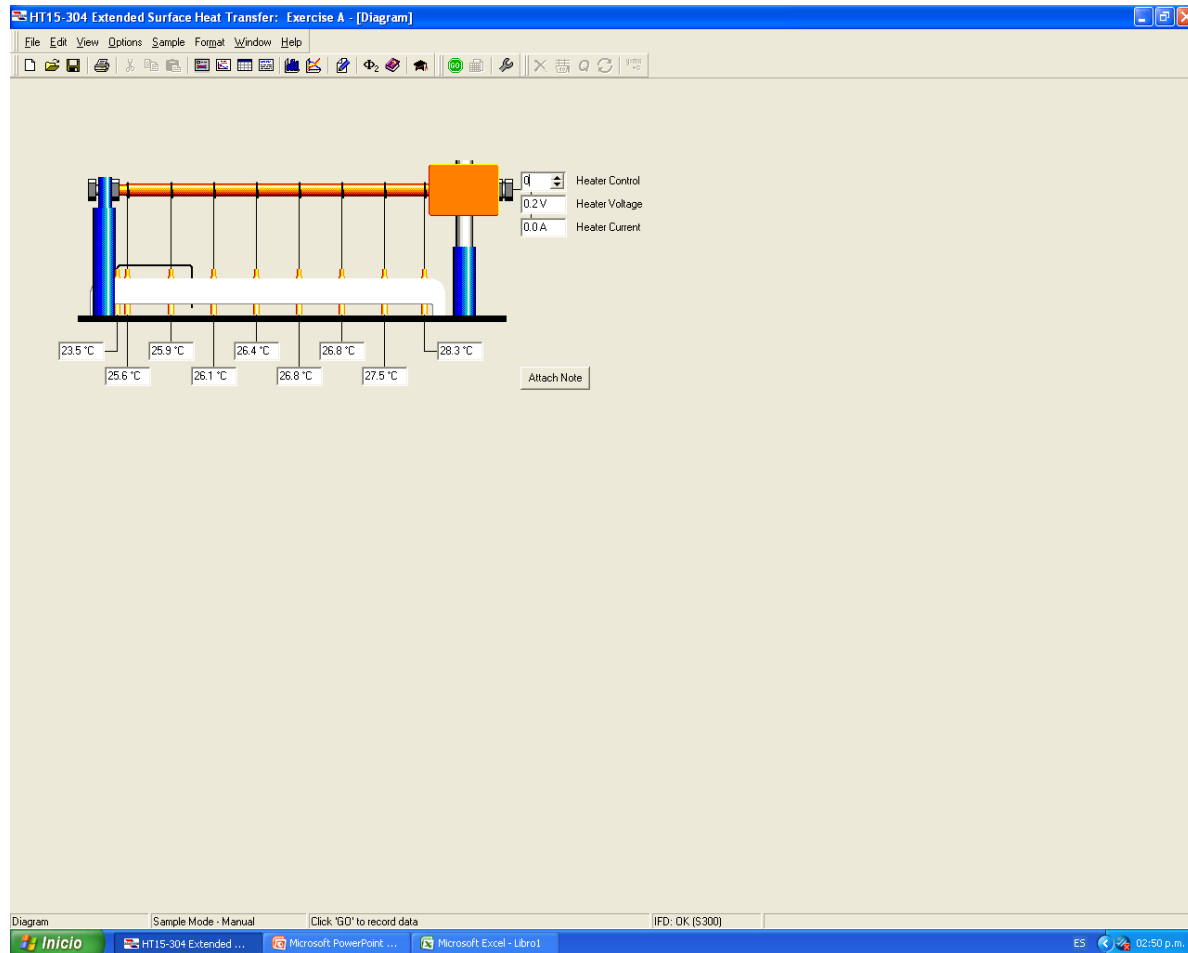 HT15-304 Extended Surface Heat Transfer: Exercise A - [Diagram]
File Edit View Options Sample Format Window Help
GO
0 Heater Control
0.2 V Heater Voltage
0.0 A Heater Current
23.5 °C 25.9 °C 26.4 °C 26.8 °C 28.3 °C
25.6 °C 26.1 °C 26.8 °C 27.5 °C Attach Note
Diagram Sample Mode - Manual Click 'GO' to record data IFD: OK (S300)
Inicio HT15-304 Extended ... Microsoft PowerPoint ... Microsoft Excel - Libro1 ES 02:50 p.m.